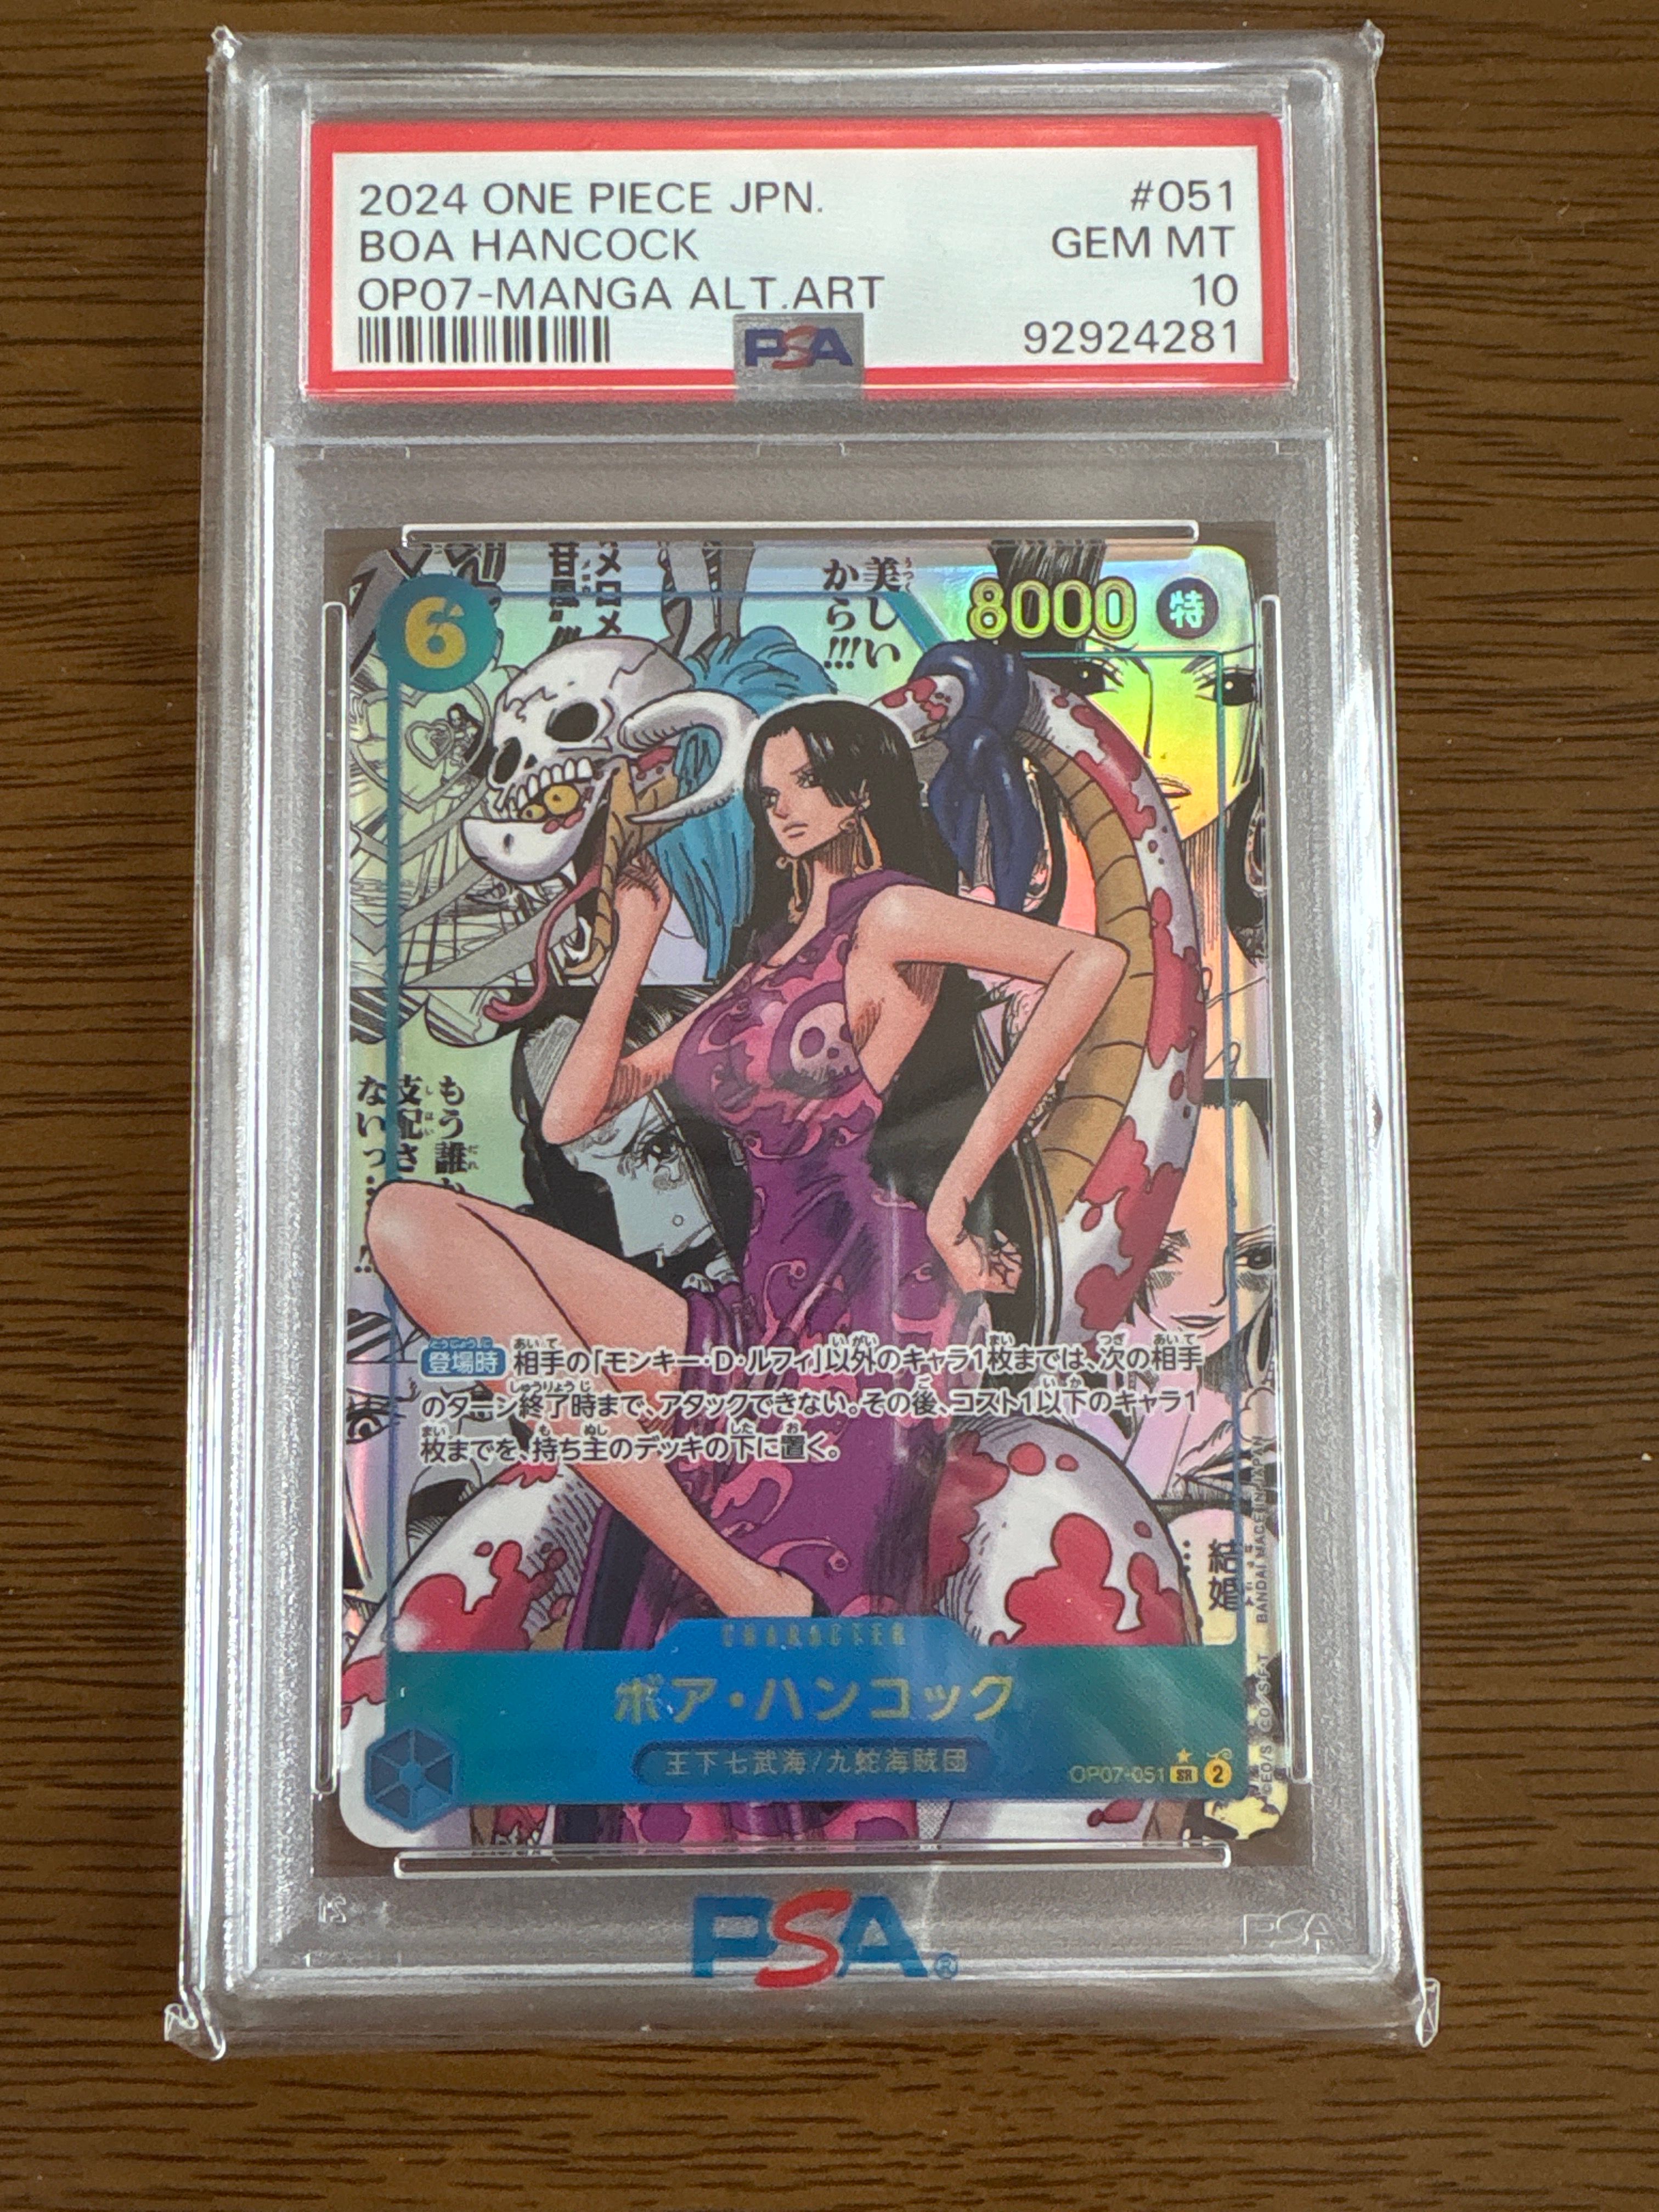 2024 ONE PIECE JPN. #051
BOA HANCOCK GEM MT
OP07-MANGA ALT.ART 10
PSA 92924281
美しい
から!!!
メロメ
甘風
6
8000 特
もう誰
支配さ
ないっ…
!!
登場時 相手の「モンキー・D・ルフィ」以外のキャラ1枚までは、次の相手
のターン終了時まで、アタックできない。その後、コスト1以下のキャラ1
枚までを、持ち主のデッキの下に置く。
結婚
…
CHARACTER
ボア・ハンコック
王下七武海/九蛇海賊団
OP07-051 SR 2
BANDAI MADE IN JAPAN
PSA®
PSA